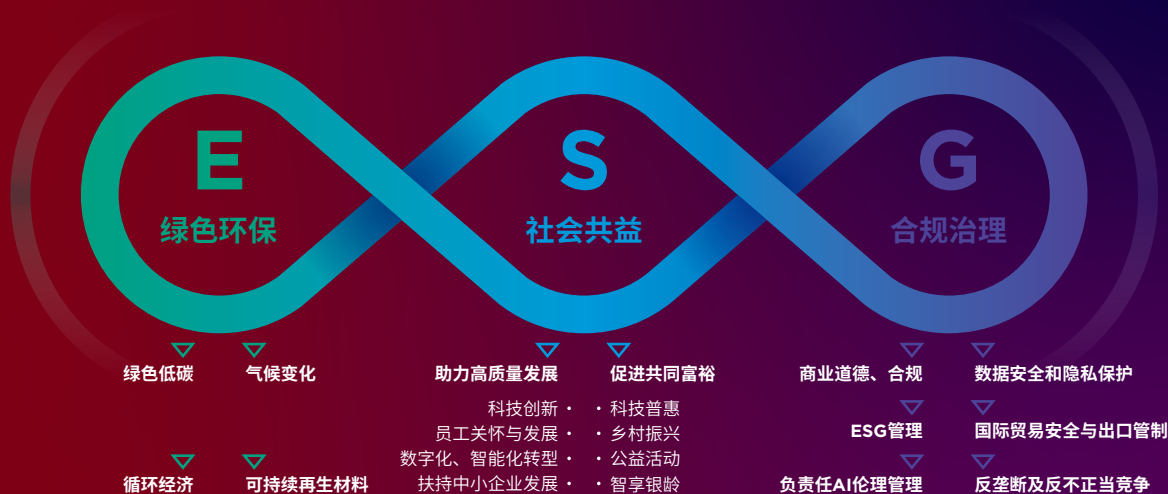 E
绿色环保
S
社会共益
G
合规治理
绿色低碳
气候变化
循环经济
可持续再生材料
助力高质量发展
科技创新・
员工关怀与发展・
数字化、智能化转型・
扶持中小企业发展・
促进共同富裕
・科技普惠
・乡村振兴
・公益活动
・智享银龄
商业道德、合规
数据安全和隐私保护
ESG管理
国际贸易安全与出口管制
负责任AI伦理管理
反垄断及反不正当竞争